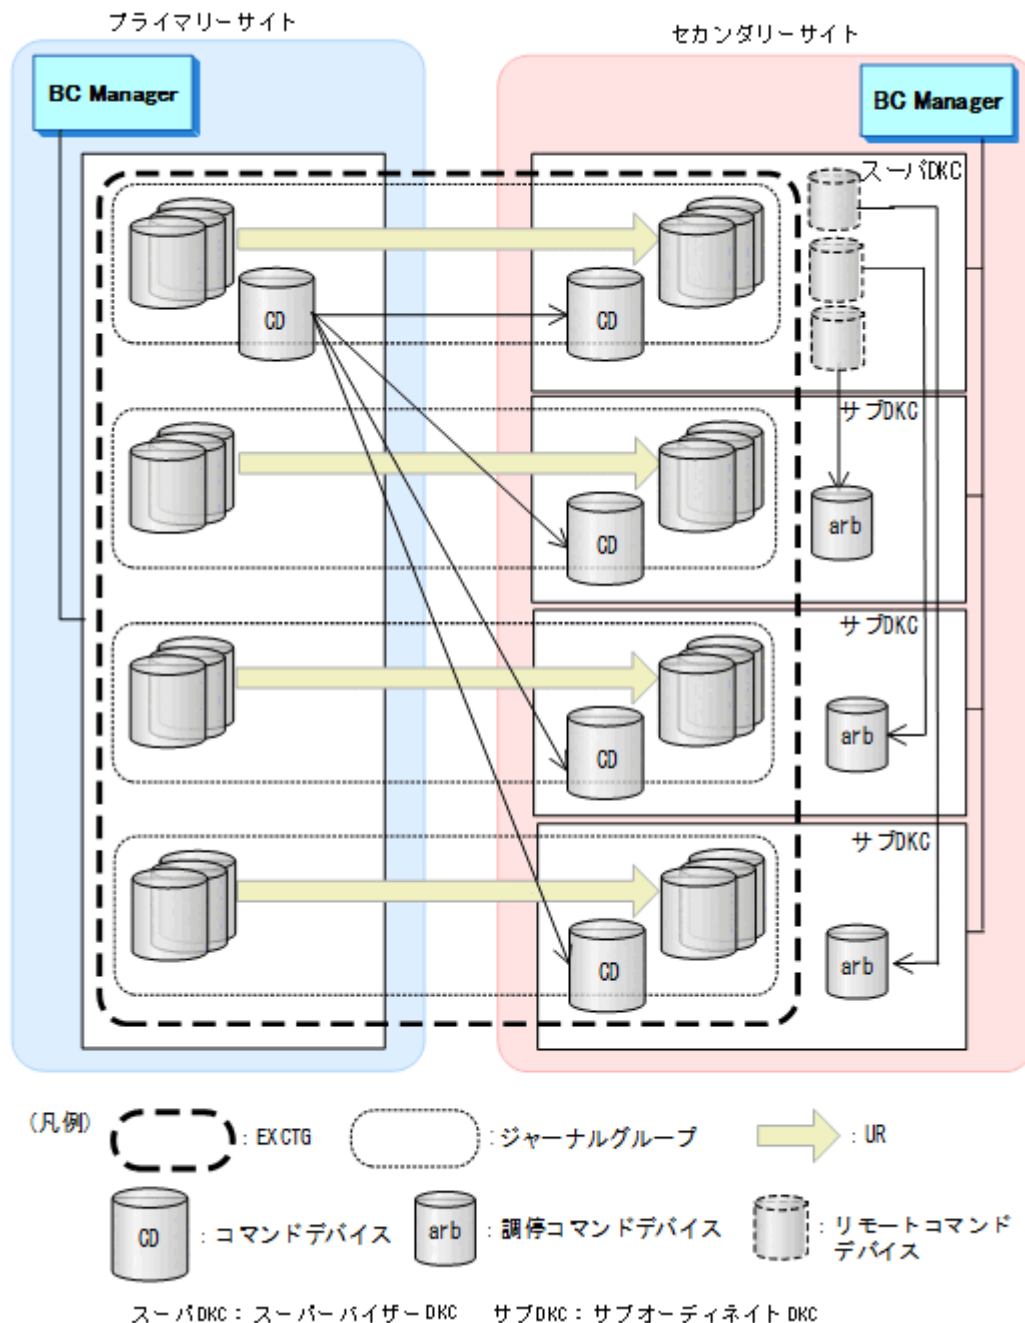 プライマリーサイト
セカンダリーサイト
BC Manager
BC Manager
スーパDKC
CD
CD
サブDKC
CD
arb
サブDKC
CD
arb
サブDKC
CD
arb
(凡例)
: EXCTG
: ジャーナルグループ
: UR
CD
: コマンドデバイス
arb
: 調停コマンドデバイス
: リモートコマンド
デバイス
スーパDKC: スーパーバイザーDKC サブDKC: サブオーディネイトDKC